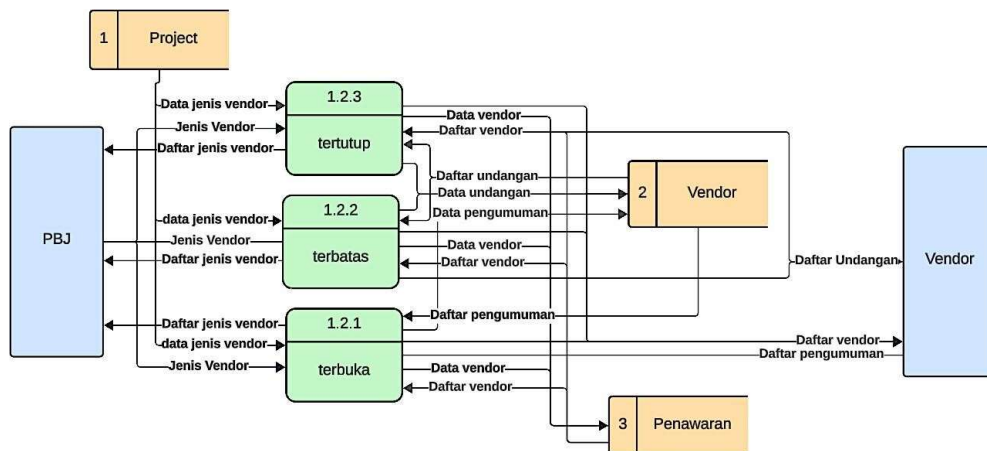 1 Project
Data jenis vendor
1.2.3
Data vendor
Jenis Vendor
Daftar vendor
tertutup
Daftar jenis vendor
Daftar undangan
Data undangan
2 Vendor
1.2.2
Data pengumuman
data jenis vendor
PBJ
Jenis Vendor
Data vendor
terbatas
Daftar jenis vendor
Daftar vendor
Daftar Undangan
Vendor
Daftar pengumuman
Daftar jenis vendor
1.2.1
data jenis vendor
Daftar vendor
Daftar pengumuman
Jenis Vendor
terbuka
Data vendor
Daftar vendor
3 Penawaran